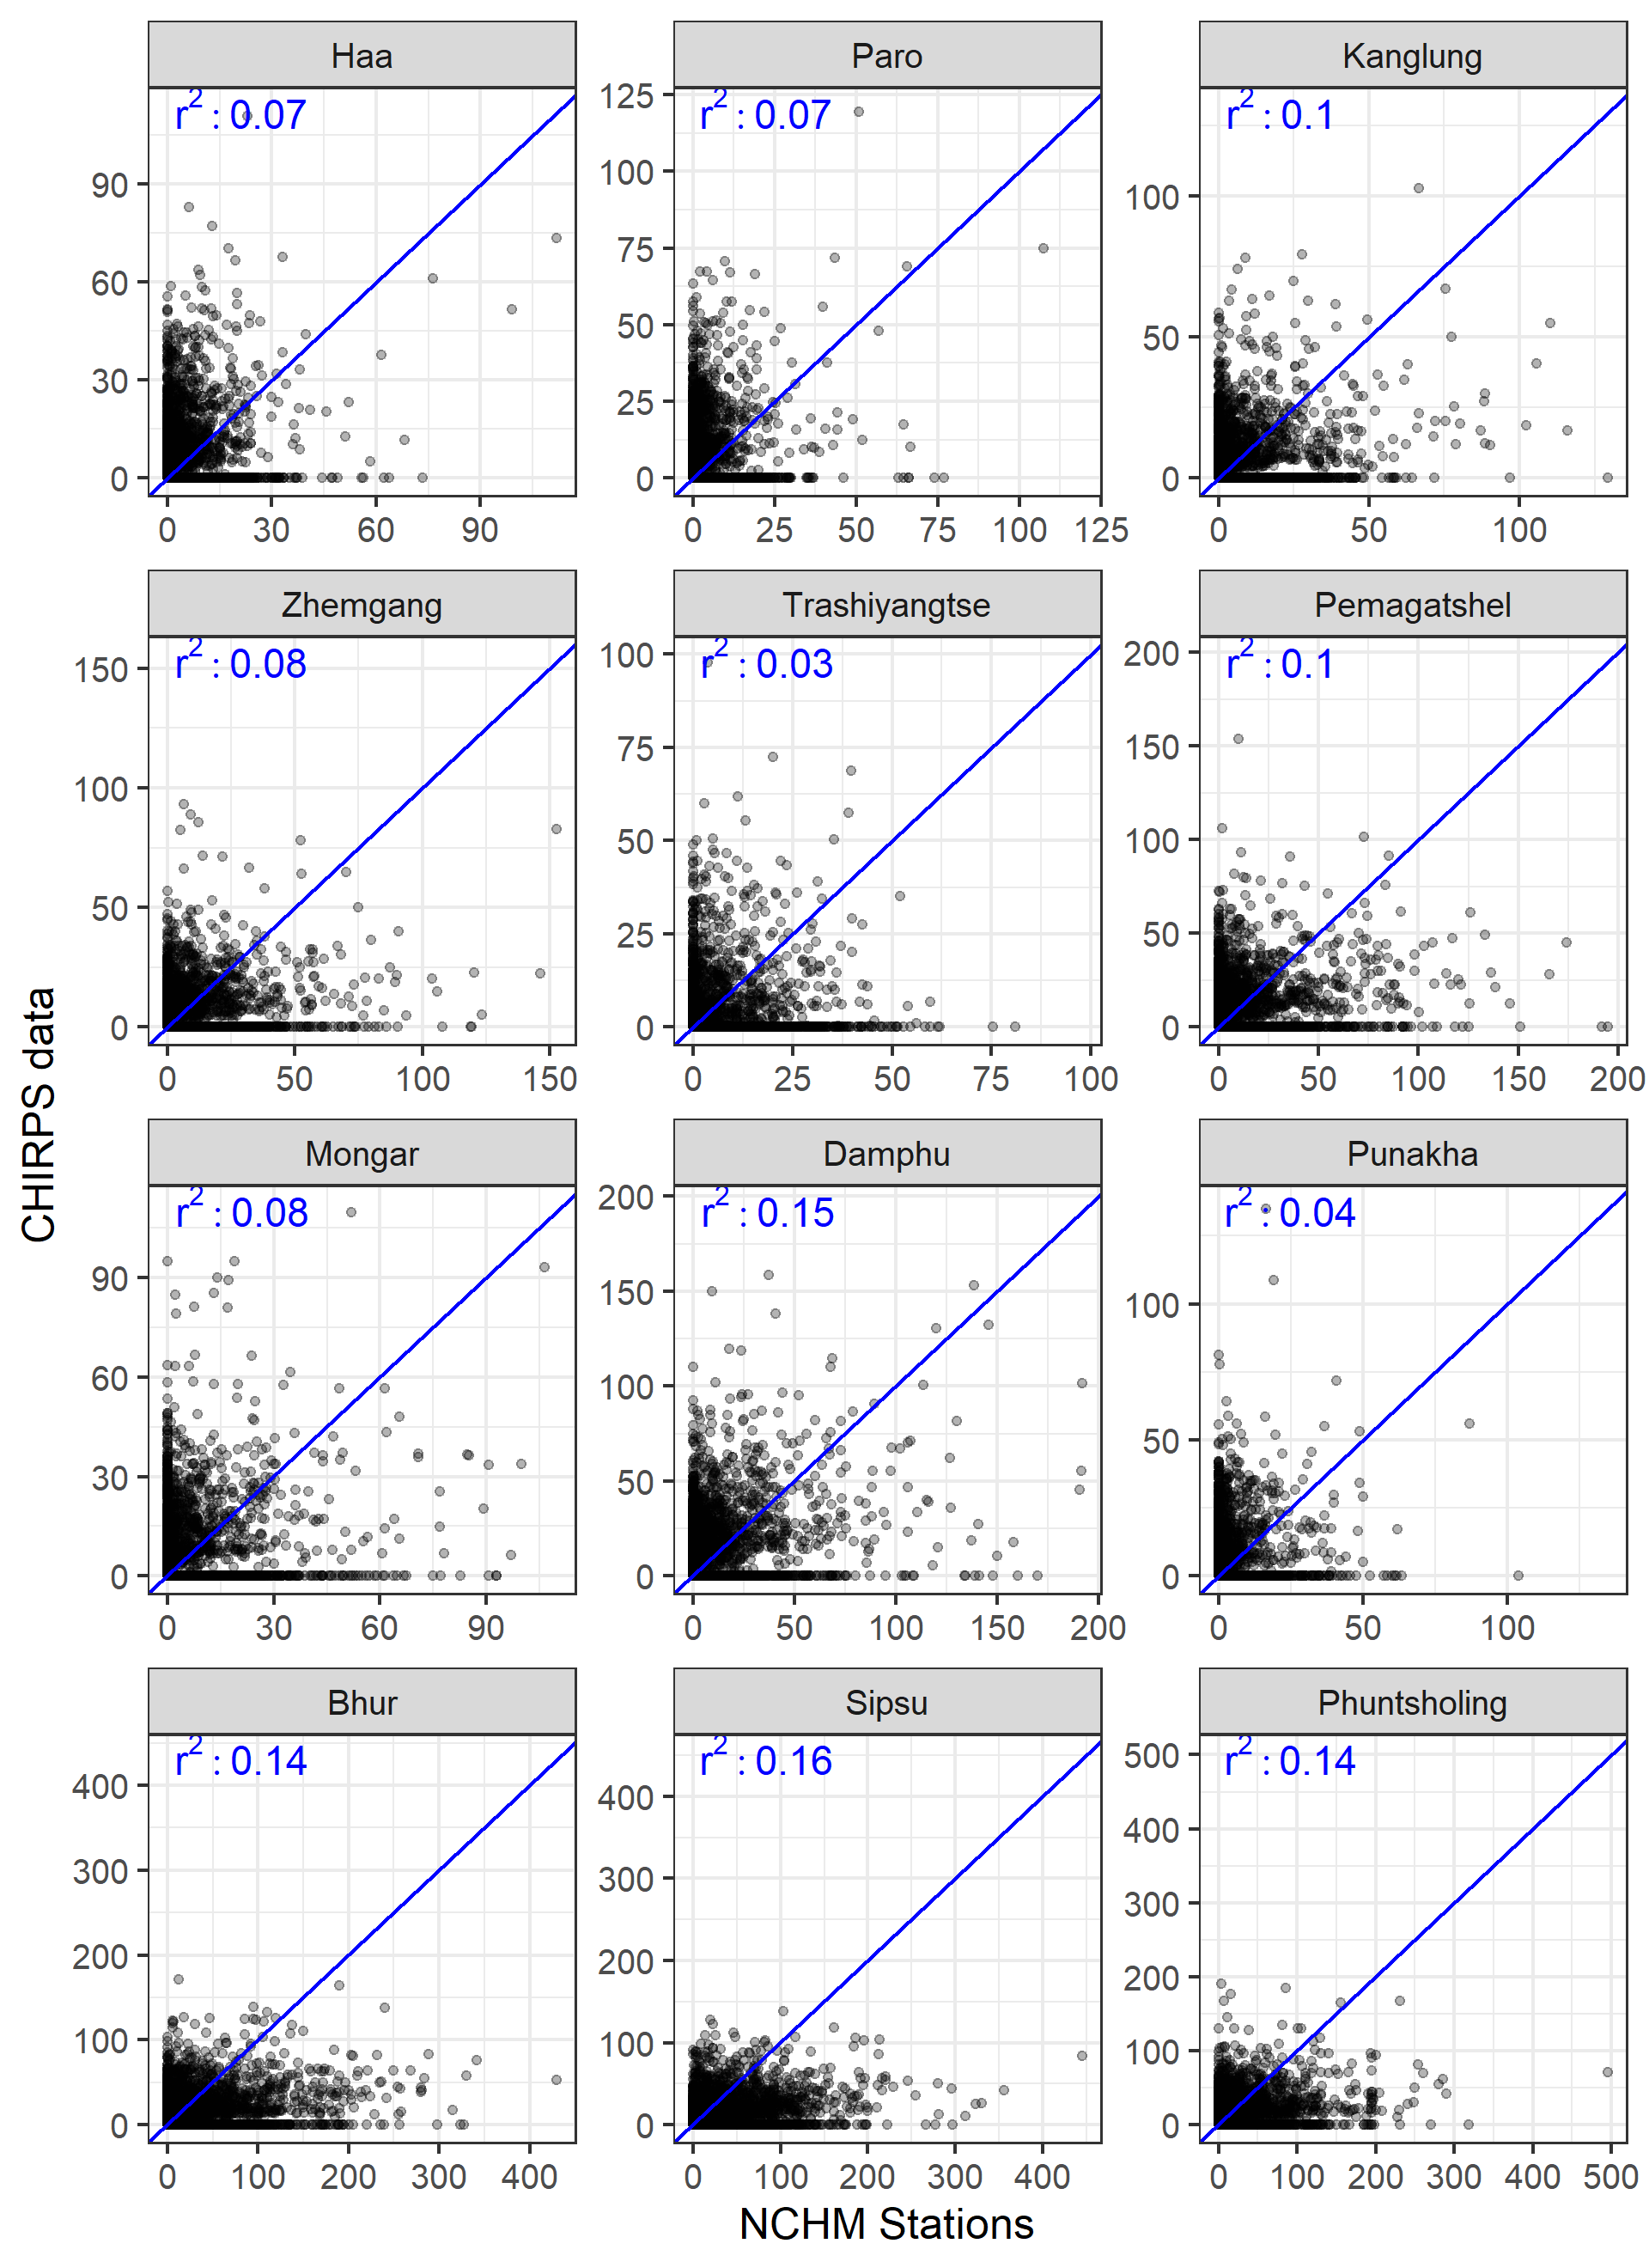 Haa
Paro
Kanglung
r²: 0.07
r²: 0.07
r²: 0.1
90
60
30
0
125
100
75
50
25
0
100
50
0
0 30 60 90
0 25 50 75 100 125
0 50 100
Zhemgang
Trashiyangtse
Pemagatshel
r²: 0.08
r²: 0.03
r²: 0.1
150
100
50
0
100
75
50
25
0
200
150
100
50
0
0 50 100 150
0 25 50 75 100
0 50 100 150 200
CHIRPS data
Mongar
Damphu
Punakha
r²: 0.08
r²: 0.15
r²: 0.04
90
60
30
0
200
150
100
50
0
100
50
0
0 30 60 90
0 50 100 150 200
0 50 100
Bhur
Sipsu
Phuntsholing
r²: 0.14
r²: 0.16
r²: 0.14
400
300
200
100
0
400
300
200
100
0
500
400
300
200
100
0
0 100 200 300 400
0 100 200 300 400
0 100 200 300 400 500
NCHM Stations